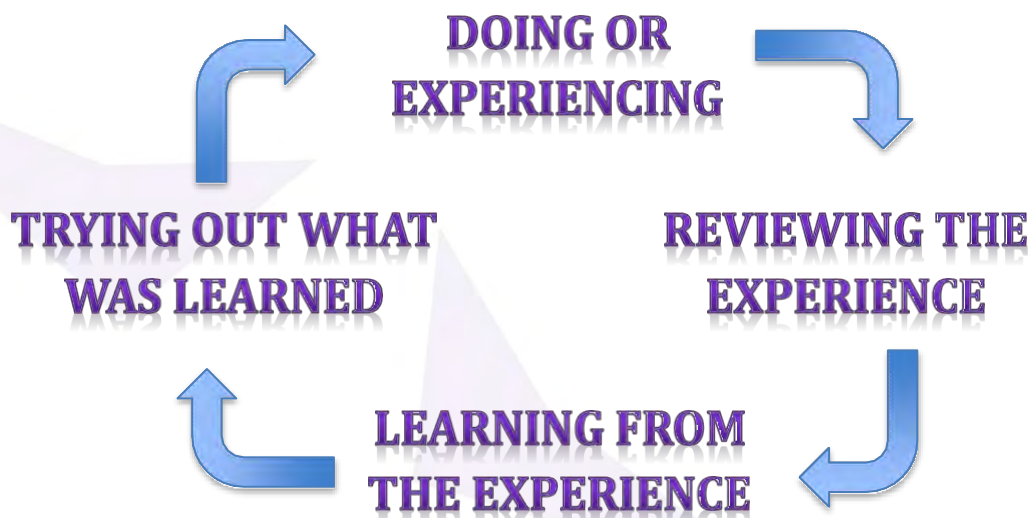 DOING OR
EXPERIENCING
REVIEWING THE
EXPERIENCE
LEARNING FROM
THE EXPERIENCE
TRYING OUT WHAT
WAS LEARNED